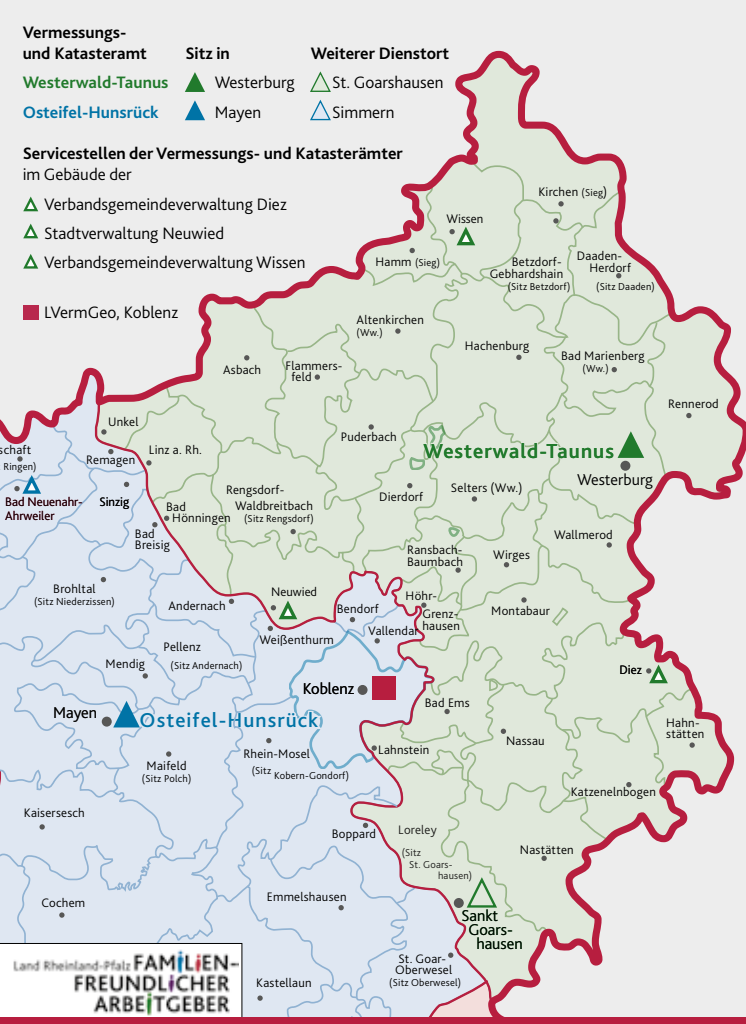 Vermessungs-
und Katasteramt
Sitz in
Weiterer Dienstort
Westerwald-Taunus
Westerburg
St. Goarshausen
Osteifel-Hunsrück
Mayen
Simmern
Servicestellen der Vermessungs- und Katasterämter
im Gebäude der
Verbandsgemeindeverwaltung Diez
Stadtverwaltung Neuwied
Verbandsgemeindeverwaltung Wissen
LVermGeo, Koblenz
Kirchen (Sieg)
Wissen
Hamm (Sieg)
Betzdorf-
Gebhardshain
(Sitz Betzdorf)
Daaden-
Herdorf
(Sitz Daaden)
Altenkirchen
(Ww.)
Hachenburg
Bad Marienberg
(Ww.)
Asbach
Flammers-
feld
Rennerod
Unkel
Puderbach
Westerwald-Taunus
Westerburg
schaft
Ringen)
Remagen
Linz a. Rh.
Bad Neuenahr-
Ahrweiler
Sinzig
Bad
Hönningen
Rengsdorf-
Waldbreitbach
(Sitz Rengsdorf)
Dierdorf
Selters (Ww.)
Bad
Breisig
Wallmerod
Ransbach-
Baumbach
Wirges
Brohltal
(Sitz Niederzissen)
Andernach
Neuwied
Bendorf
Höhr-
Grenz-
hausen
Montabaur
Weißenthurm
Vallendar
Pellenz
(Sitz Andernach)
Mendig
Diez
Koblenz
Bad Ems
Mayen
Osteifel-Hunsrück
Hahn-
stätten
Nassau
Lahnstein
Rhein-Mosel
(Sitz Kobern-Gondorf)
Maifeld
(Sitz Polch)
Katzenelnbogen
Kaisersesch
Boppard
Loreley
(Sitz
St. Goars-
hausen)
Nastätten
Emmelshausen
Cochem
Sankt
Goars-
hausen
St. Goar-
Oberwesel
(Sitz Oberwesel)
Kastellaun
Land Rheinland-Pfalz FAMiLiEN-
FREUNDLiCHER
ARBEiTGEBER